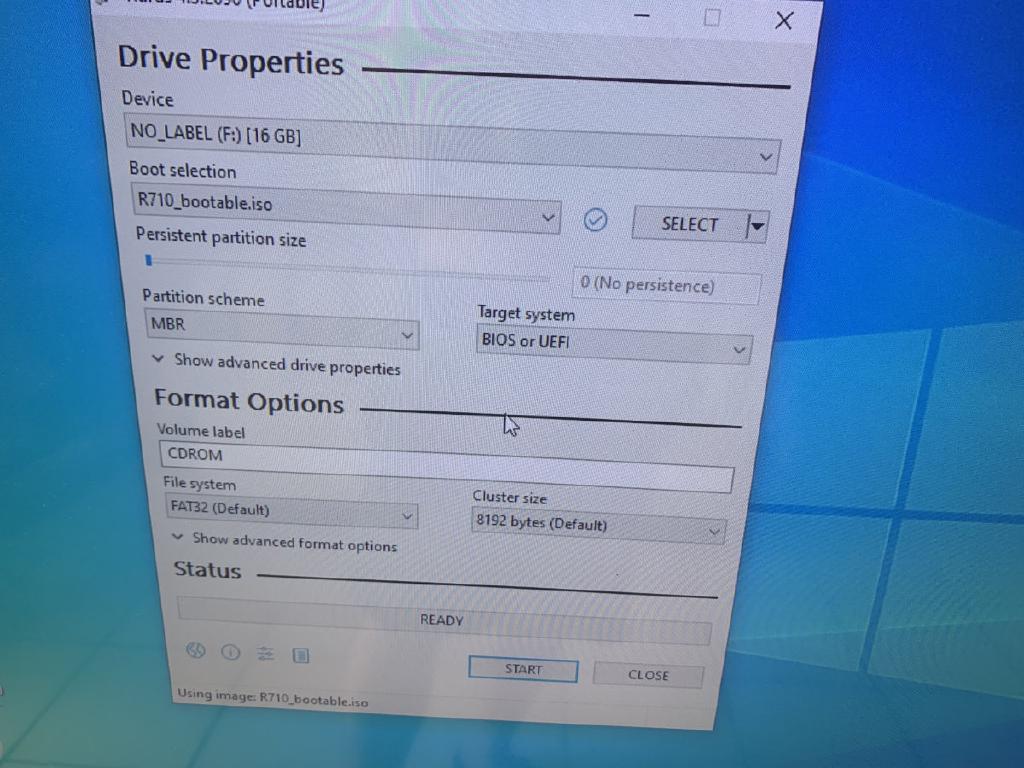 (Portable)
Drive Properties
Device
NO_LABEL (F:) [16 GB]
Boot selection
R710_bootable.iso
SELECT
Persistent partition size
0 (No persistence)
Partition scheme
Target system
MBR
BIOS or UEFI
Show advanced drive properties
Format Options
Volume label
CDROM
File system
Cluster size
FAT32 (Default)
8192 bytes (Default)
Show advanced format options
Status
READY
START
CLOSE
Using image: R710_bootable.iso